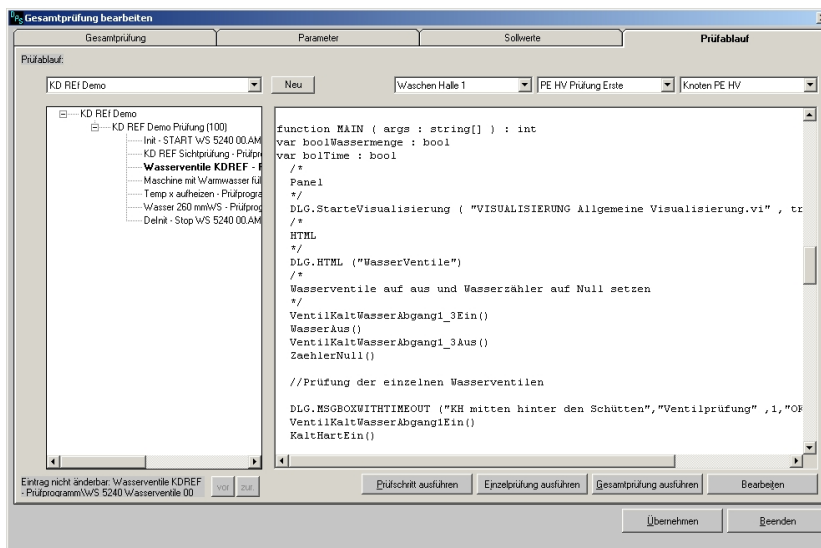 DAS Gesamtprüfung bearbeiten
Gesamtprüfung Parameter Sollwerte Prüfablauf
Prüfablauf:
KD REf Demo Neu Waschen Halle 1 PE HV Prüfung Erste Knoten PE HV
KD REf Demo
KD REF Demo Prüfung (100)
Init - START WS 5240 00.AM
KD REF Sichtprüfung - Prüfpro
Wasserventile KDREF - P
Maschine mit Warmwasser fül
Temp x aufheizen - Prüfprogra
Wasser 260 mmWS - Prüfprog
DeInit - Stop WS 5240 00.AM
function MAIN ( args : string[] ) : int
var boolWassermenge : bool
var bolTime : bool
/*
Panel
*/
DLG.StarteVisualisierung ( "VISUALISIERUNG Allgemeine Visualisierung.vi" , tr
/*
HTML
*/
DLG.HTML ("WasserVentile")
/*
Wasserventile auf aus und Wasserzähler auf Null setzen
*/
VentilKaltWasserAbgang1_3Ein()
WasserAus()
VentilKaltWasserAbgang1_3Aus()
ZaehlerNull()
//Prüfung der einzelnen Wasserventilen
DLG.MSGBOXWITHTIMEOUT ("KH mitten hinter den Schütten","Ventilprüfung" ,1,"OK
VentilKaltWasserAbgang1Ein()
KaltHartEin()
Eintrag nicht änderbar: Wasserventile KDREF
- Prüfprogramm\WS 5240 Wasserventile 00
vor zur.
Prüfschritt ausführen Einzelprüfung ausführen Gesamtprüfung ausführen Bearbeiten
Übernehmen Beenden